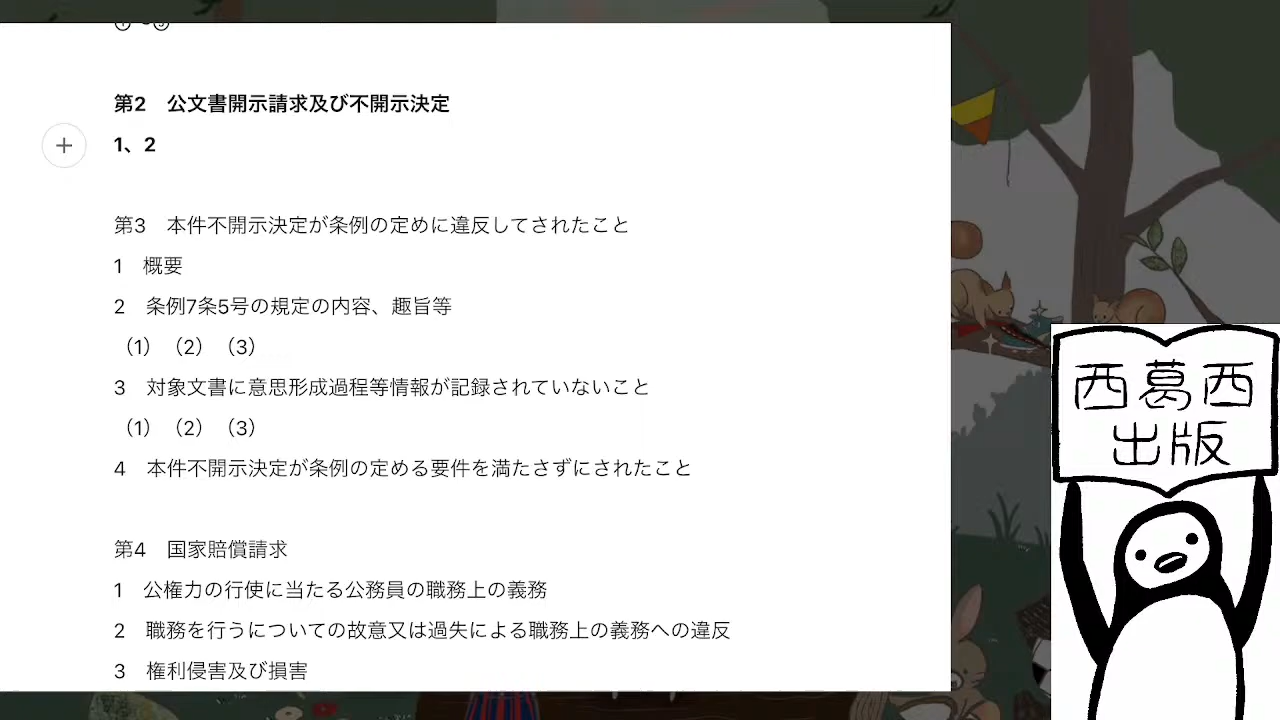 第2　公文書開示請求及び不開示決定
1、2
第3　本件不開示決定が条例の定めに違反してされたこと
1　概要
2　条例7条5号の規定の内容、趣旨等
（1）（2）（3）
3　対象文書に意思形成過程等情報が記録されていないこと
（1）（2）（3）
4　本件不開示決定が条例の定める要件を満たさずにされたこと
第4　国家賠償請求
1　公権力の行使に当たる公務員の職務上の義務
2　職務を行うについての故意又は過失による職務上の義務への違反
3　権利侵害及び損害
西葛西
出版